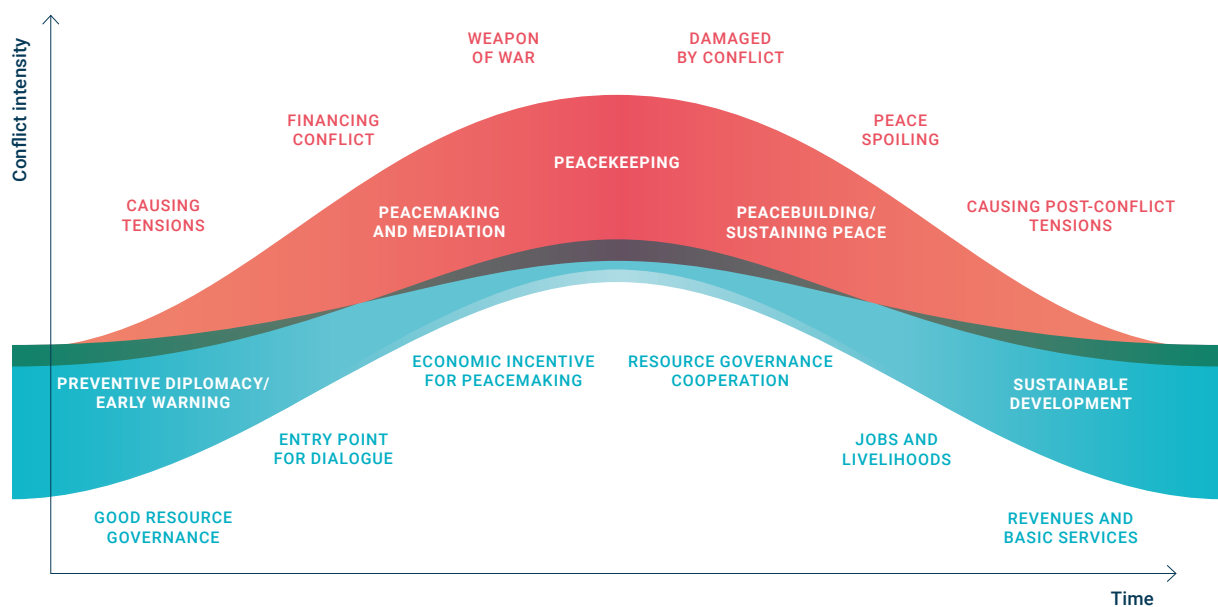 Conflict intensity
WEAPON
OF WAR
DAMAGED
BY CONFLICT
FINANCING
CONFLICT
PEACE
SPOILING
PEACEKEEPING
CAUSING
TENSIONS
PEACEMAKING
AND MEDIATION
PEACEBUILDING/
SUSTAINING PEACE
CAUSING POST-CONFLICT
TENSIONS
PREVENTIVE DIPLOMACY/
EARLY WARNING
ECONOMIC INCENTIVE
FOR PEACEMAKING
RESOURCE GOVERNANCE
COOPERATION
SUSTAINABLE
DEVELOPMENT
ENTRY POINT
FOR DIALOGUE
JOBS AND
LIVELIHOODS
GOOD RESOURCE
GOVERNANCE
REVENUES AND
BASIC SERVICES
Time